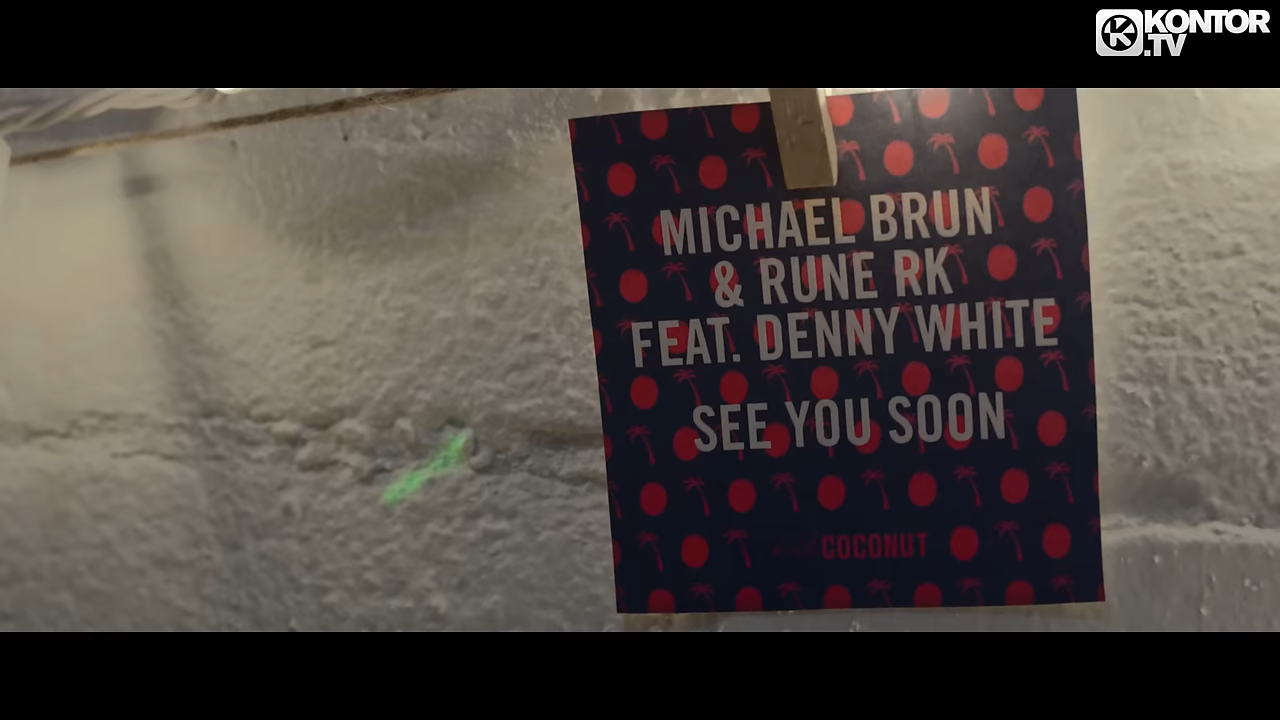 KONTOR
.TV
MICHAEL BRUN
& RUNE RK
FEAT. DENNY WHITE
SEE YOU SOON
COCONUT